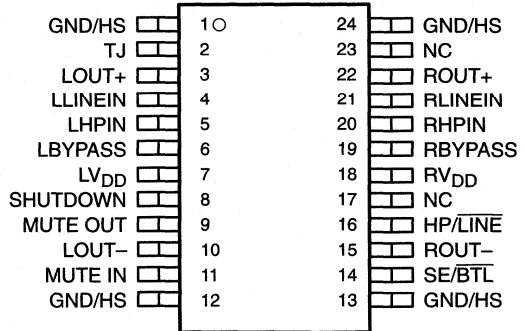 GND/HS 1 24 GND/HS
TJ 2 23 NC
LOUT+ 3 22 ROUT+
LLINEIN 4 21 RLINEIN
LHPIN 5 20 RHPIN
LBYPASS 6 19 RBYPASS
LVDD 7 18 RVDD
SHUTDOWN 8 17 NC
MUTE OUT 9 16 HP/LINE
LOUT– 10 15 ROUT–
MUTE IN 11 14 SE/BTL
GND/HS 12 13 GND/HS